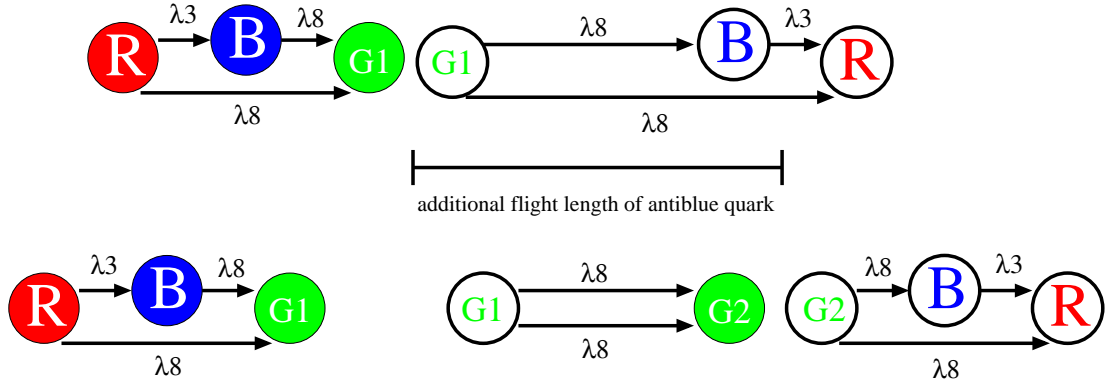 λ3 λ8 λ8 λ3
R B G1 G1 B R
λ8 λ8
additional flight length of antiblue quark
λ3 λ8 λ8 λ8 λ3
R B G1 G1 G2 G2 B R
λ8 λ8 λ8